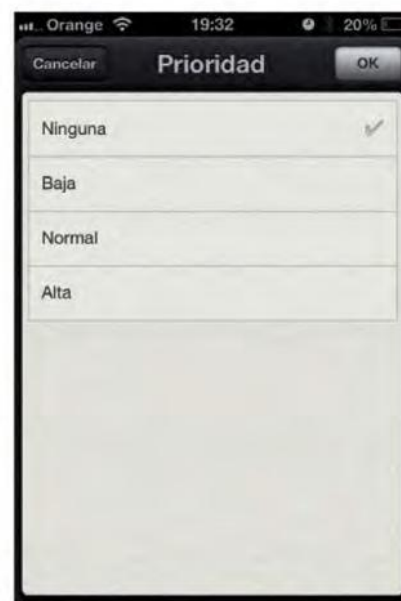 Orange 19:32 20%
Cancelar Prioridad OK
Ninguna
Baja
Normal
Alta